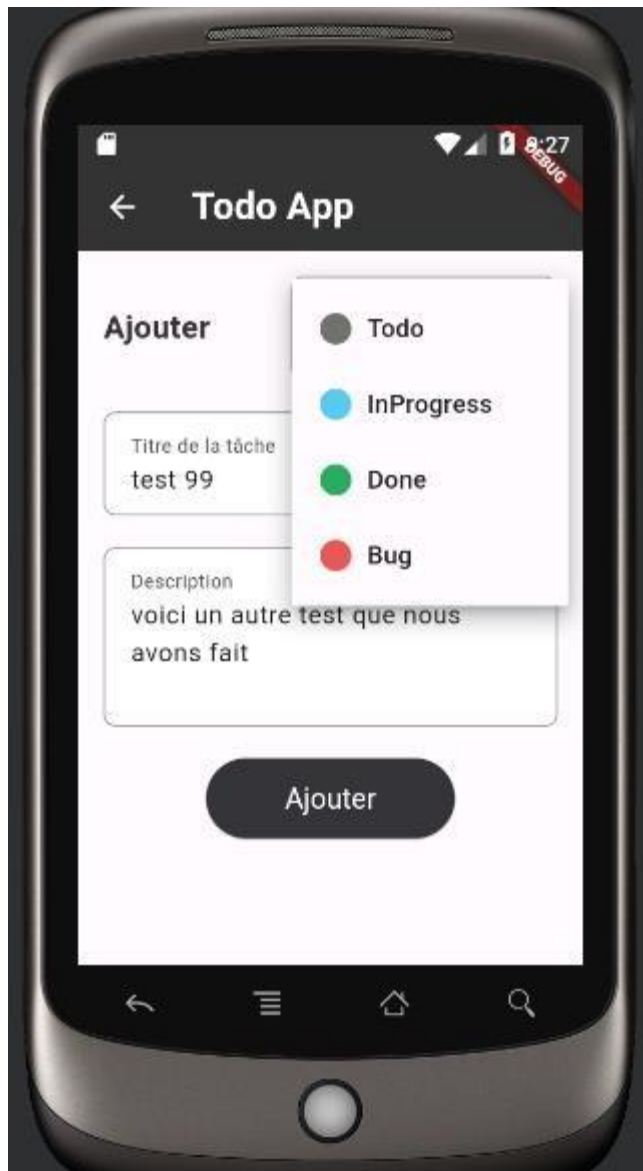 8:27
DEBUG
Todo App
Ajouter
Todo
InProgress
Titre de la tâche
test 99
Done
Bug
Description
voici un autre test que nous
avons fait
Ajouter